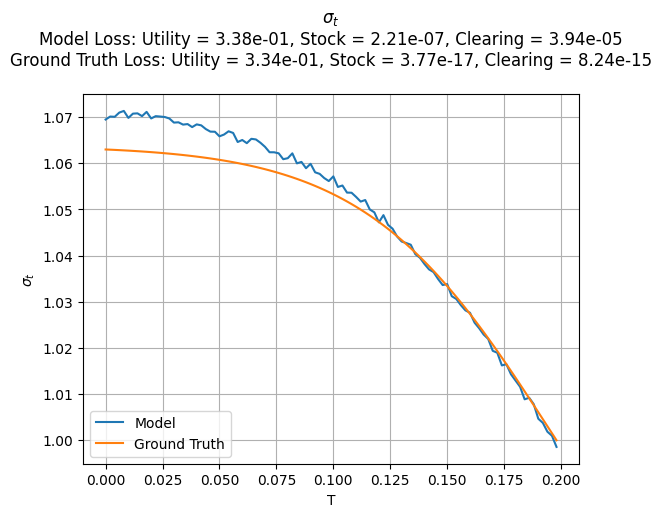 σ_t
Model Loss: Utility = 3.38e-01, Stock = 2.21e-07, Clearing = 3.94e-05
Ground Truth Loss: Utility = 3.34e-01, Stock = 3.77e-17, Clearing = 8.24e-15
1.07
1.06
1.05
1.04
1.03
1.02
1.01
1.00
σ_t
Model
Ground Truth
0.000 0.025 0.050 0.075 0.100 0.125 0.150 0.175 0.200
T